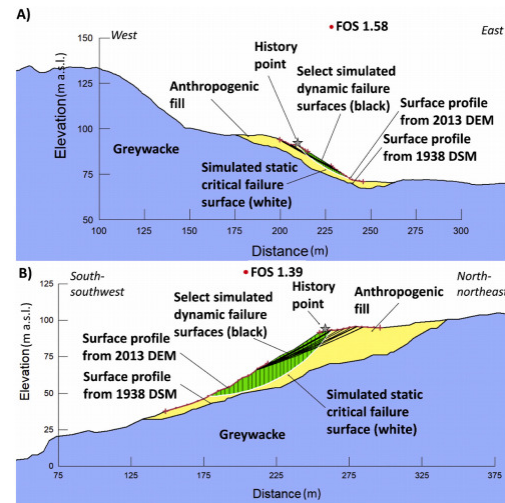 A)
FOS 1.58
West
East
History
point
Anthropogenic
fill
Select simulated
dynamic failure
surfaces (black)
Surface profile
from 2013 DEM
Surface profile
from 1938 DSM
Greywacke
Simulated static
critical failure
surface (white)
Elevation(m a.s.l.)
150
125
100
75
50
100
125
150
175
200
225
250
275
300
Distance(m)
B)
FOS 1.39
South-
southwest
North-
northeast
Select simulated
dynamic failure
surfaces (black)
History
point
Anthropogenic
fill
Surface profile
from 2013 DEM
Surface profile
from 1938 DSM
Simulated static
critical failure
surface (white)
Greywacke
Elevation (m a.s.l.)
125
100
75
50
25
0
75
125
175
225
275
325
375
Distance (m)